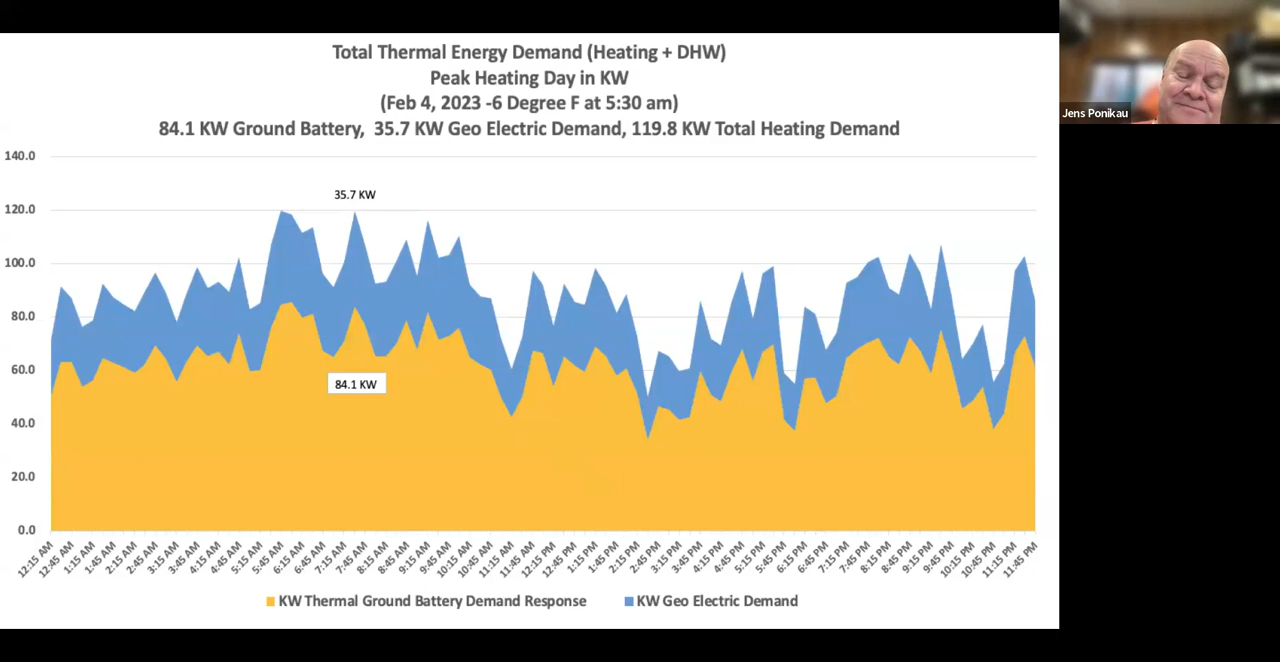 Total Thermal Energy Demand (Heating + DHW)
Peak Heating Day in KW
(Feb 4, 2023 -6 Degree F at 5:30 am)
84.1 KW Ground Battery, 35.7 KW Geo Electric Demand, 119.8 KW Total Heating Demand
Jens Ponikau
140.0
120.0
100.0
80.0
60.0
40.0
20.0
0.0
35.7 KW
84.1 KW
12:15 AM
12:45 AM
1:15 AM
1:45 AM
2:15 AM
2:45 AM
3:15 AM
3:45 AM
4:15 AM
4:45 AM
5:15 AM
5:45 AM
6:15 AM
6:45 AM
7:15 AM
7:45 AM
8:15 AM
8:45 AM
9:15 AM
9:45 AM
10:15 AM
10:45 AM
11:15 AM
11:45 AM
12:15 PM
12:45 PM
1:15 PM
1:45 PM
2:15 PM
2:45 PM
3:15 PM
3:45 PM
4:15 PM
4:45 PM
5:15 PM
5:45 PM
6:15 PM
6:45 PM
7:15 PM
7:45 PM
8:15 PM
8:45 PM
9:15 PM
9:45 PM
10:15 PM
10:45 PM
11:15 PM
11:45 PM
KW Thermal Ground Battery Demand Response
KW Geo Electric Demand